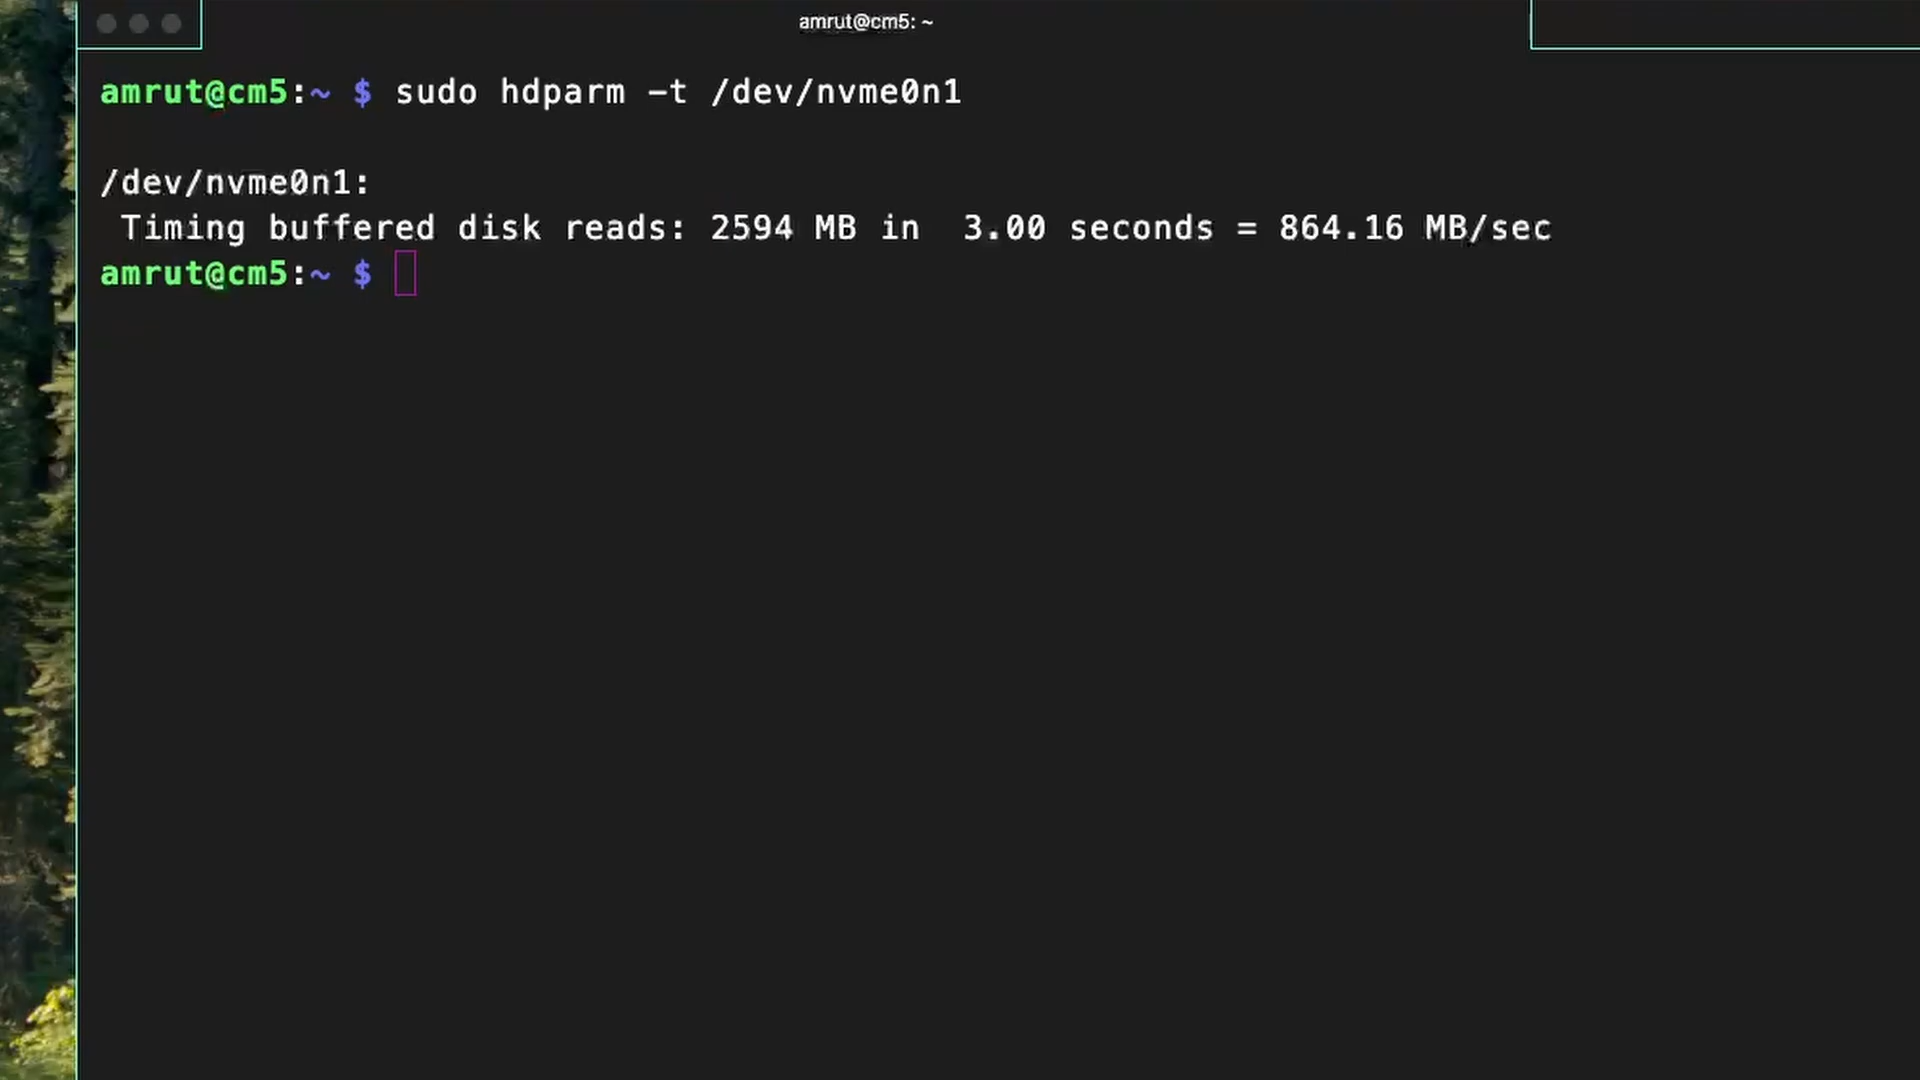 amrut@cm5: ~
amrut@cm5:~ $ sudo hdparm -t /dev/nvme0n1
/dev/nvme0n1:
Timing buffered disk reads: 2594 MB in  3.00 seconds = 864.16 MB/sec
amrut@cm5:~ $